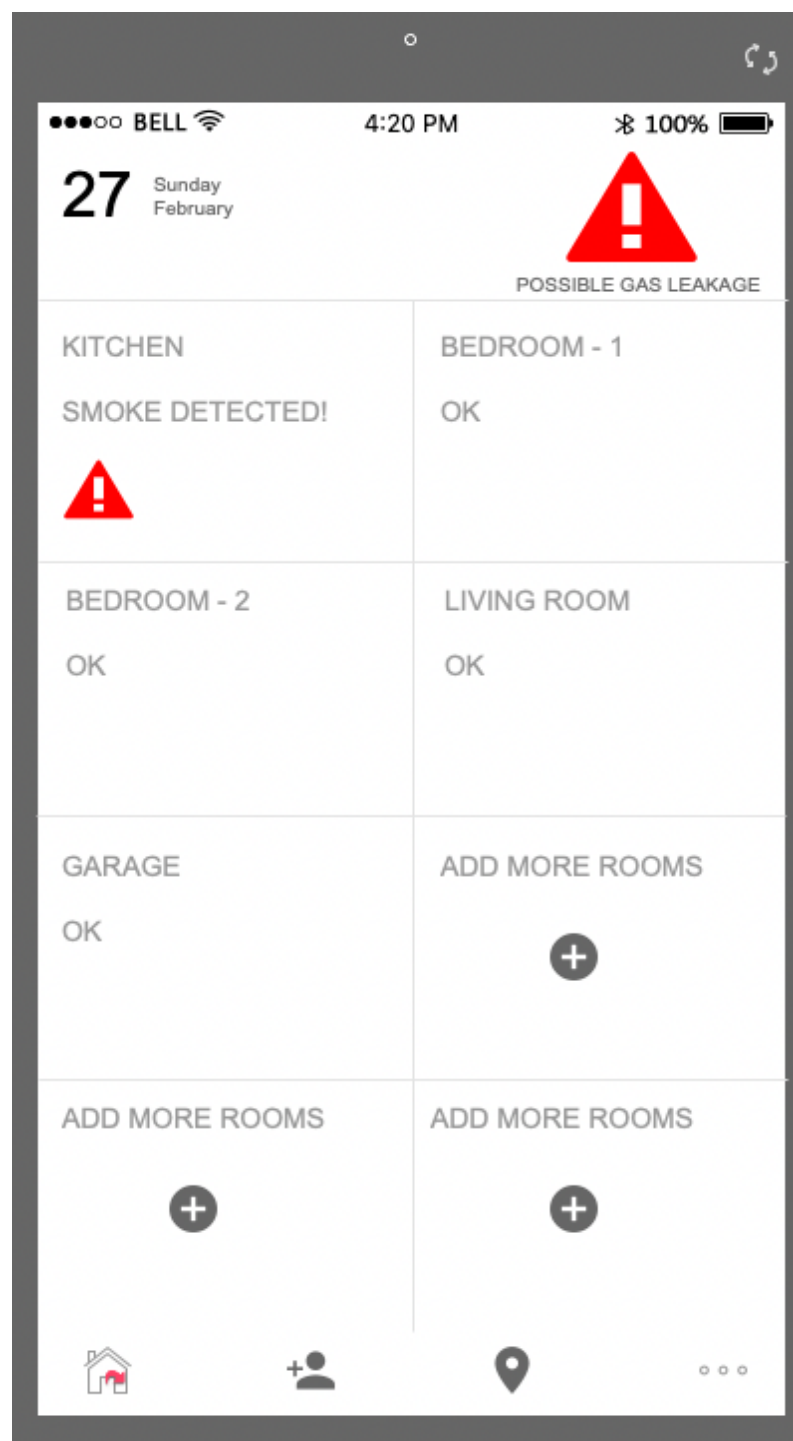 BELL 4:20 PM 100%
27 Sunday
February
POSSIBLE GAS LEAKAGE
KITCHEN
SMOKE DETECTED!
BEDROOM - 1
OK
BEDROOM - 2
OK
LIVING ROOM
OK
GARAGE
OK
ADD MORE ROOMS
ADD MORE ROOMS
ADD MORE ROOMS